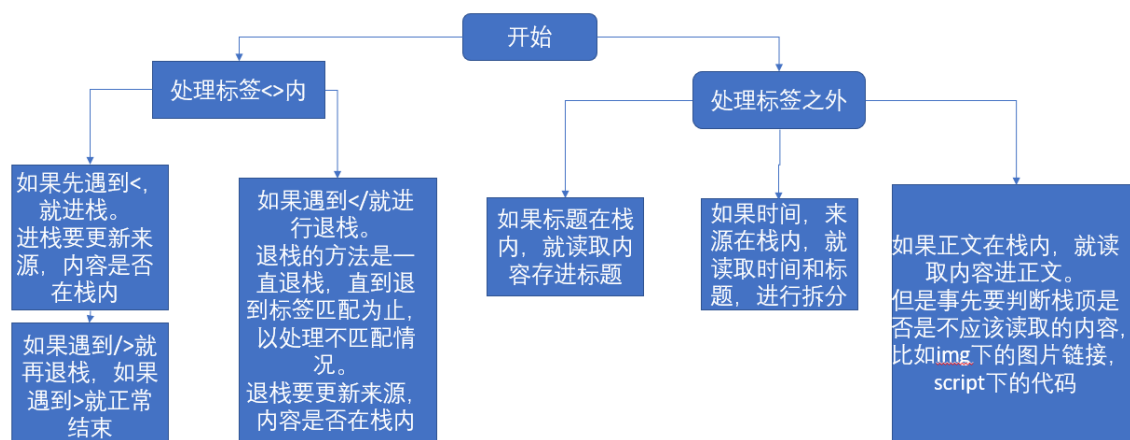 开始
处理标签<>内
处理标签之外
如果先遇到<,
就进栈。
进栈要更新来
源，内容是否
在栈内
如果遇到/>就
再退栈，如果
遇到>就正常
结束
如果遇到</就进
行退栈。
退栈的方法是一
直退栈，直到退
到标签匹配为止，
以处理不匹配情
况。
退栈要更新来源，
内容是否在栈内
如果标题在栈
内，就读取内
容存进标题
如果时间，来
源在栈内，就
读取时间和标
题，进行拆分
如果正文在栈内，就读
取内容进正文。
但是事先要判断栈顶是
否是不应该读取的内容，
比如img下的图片链接，
script下的代码